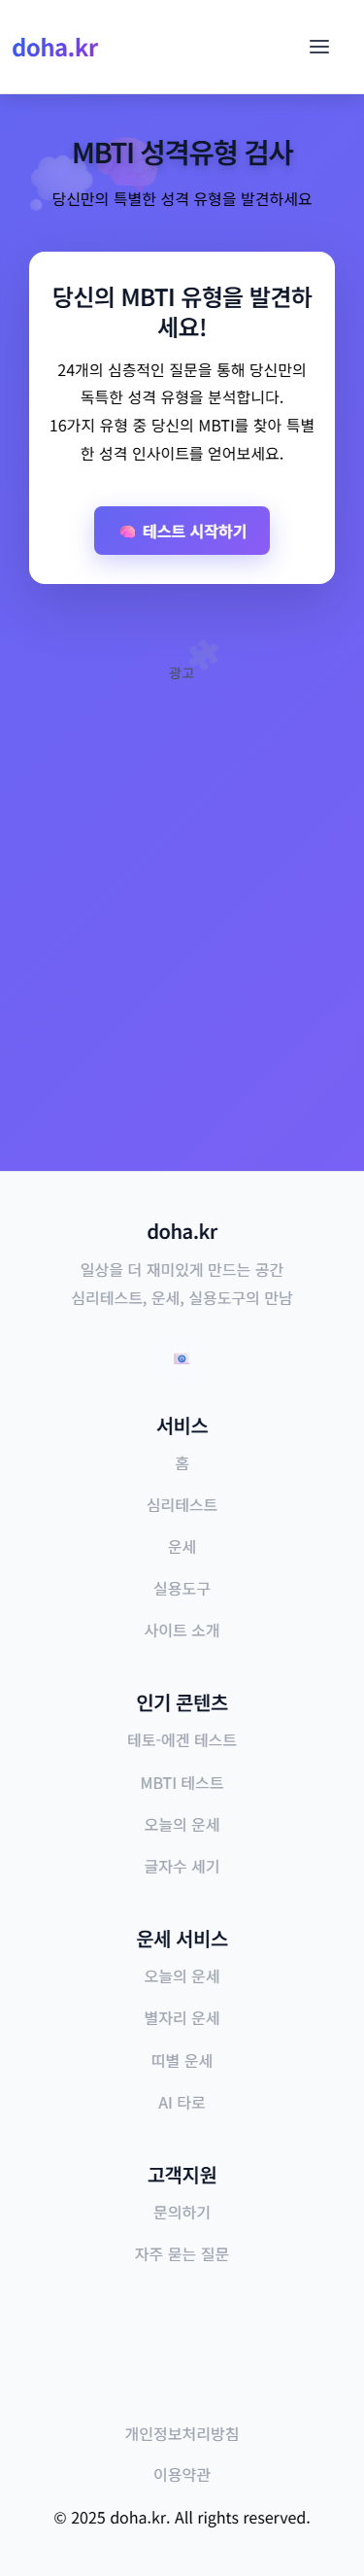 doha.kr
MBTI 성격유형 검사
당신만의 특별한 성격 유형을 발견하세요
당신의 MBTI 유형을 발견하
세요!
24개의 심층적인 질문을 통해 당신만의
독특한 성격 유형을 분석합니다.
16가지 유형 중 당신의 MBTI를 찾아 특별
한 성격 인사이트를 얻어보세요.
테스트 시작하기
광고
doha.kr
일상을 더 재미있게 만드는 공간
심리테스트, 운세, 실용도구의 만남
서비스
홈
심리테스트
운세
실용도구
사이트 소개
인기 콘텐츠
테토-에겐 테스트
MBTI 테스트
오늘의 운세
글자수 세기
운세 서비스
오늘의 운세
별자리 운세
띠별 운세
AI 타로
고객지원
문의하기
자주 묻는 질문
개인정보처리방침
이용약관
© 2025 doha.kr. All rights reserved.